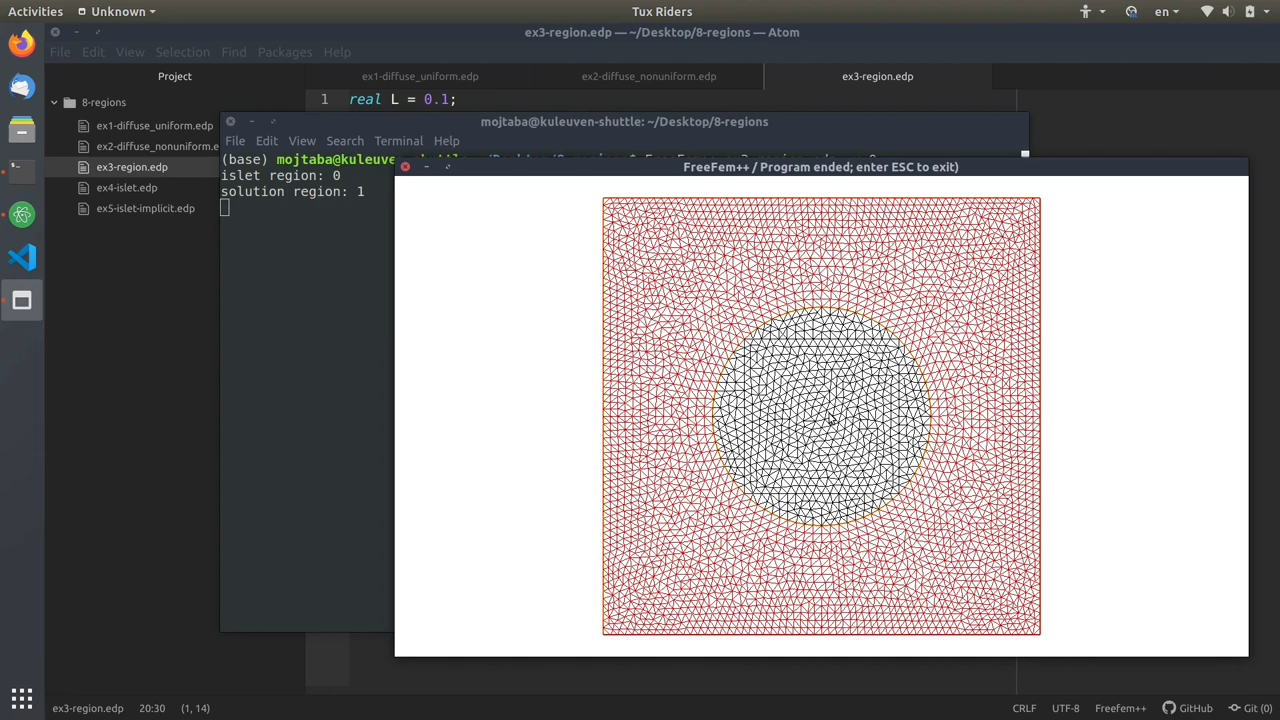 Activities Unknown Tux Riders en
ex3-region.edp — ~/Desktop/8-regions — Atom
File Edit View Selection Find Packages Help
Project ex1-diffuse_uniform.edp ex2-diffuse_nonuniform.edp ex3-region.edp
8-regions
ex1-diffuse_uniform.edp
ex2-diffuse_nonuniform.e
ex3-region.edp
ex4-islet.edp
ex5-islet-implicit.edp
1 real L = 0.1;
mojtaba@kuleuven-shuttle: ~/Desktop/8-regions
File Edit View Search Terminal Help
(base) mojtaba@kuleuve
islet region: 0
solution region: 1
FreeFem++ / Program ended; enter ESC to exit)
ex3-region.edp 20:30 (1, 14) CRLF UTF-8 Freefem++ GitHub Git (0)